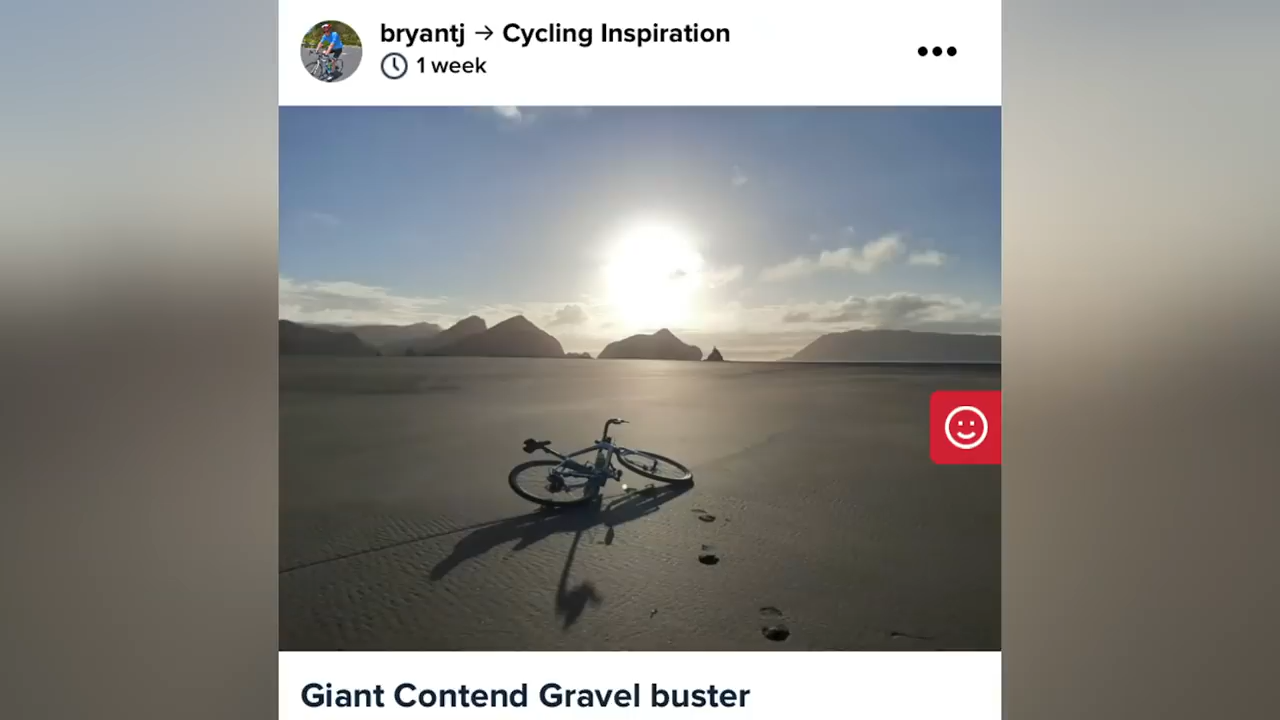 bryantj → Cycling Inspiration
1 week
Giant Contend Gravel buster